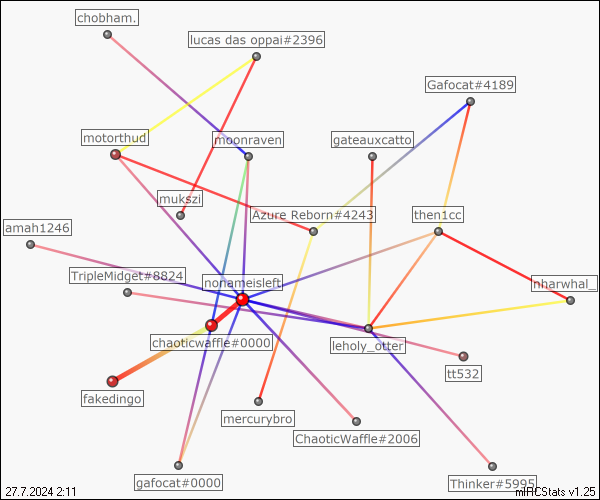 chobham.
lucas das oppai#2396
Gafocat#4189
motorthud
moonraven
gateauxcatto
mukszi
Azure Reborn#4243
then1cc
amah1246
TripleMidget#8824
nonameisleft
nharwhal_
chaoticwaffle#0000
leholy_otter
tt532
fakedingo
mercurybro
ChaoticWaffle#2006
gafocat#0000
Thinker#5995
27.7.2024 2:11
mIRCStats v1.25